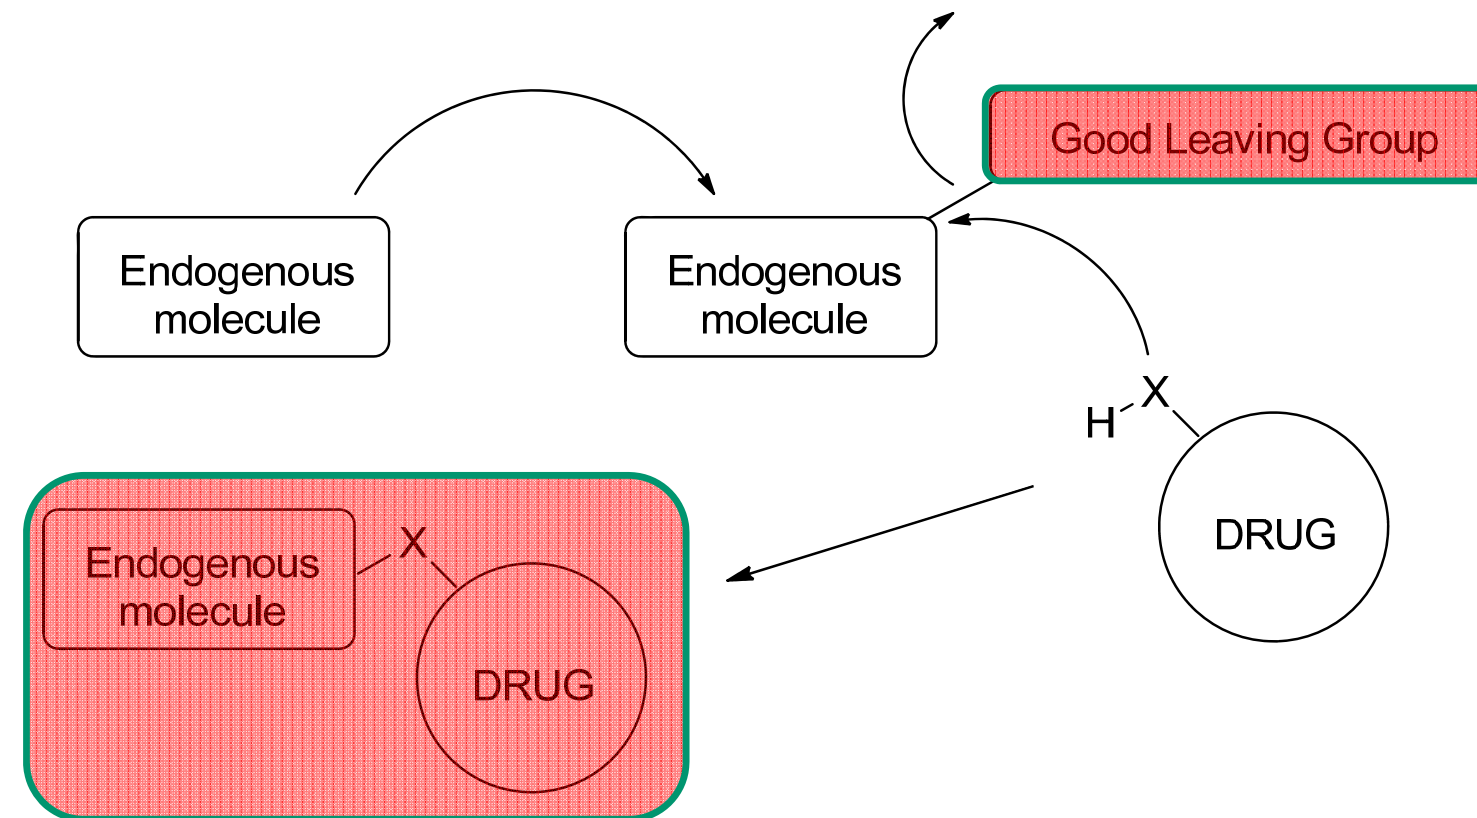 Good Leaving Group
Endogenous
molecule
Endogenous
molecule
H
X
DRUG
Endogenous
molecule
X
DRUG